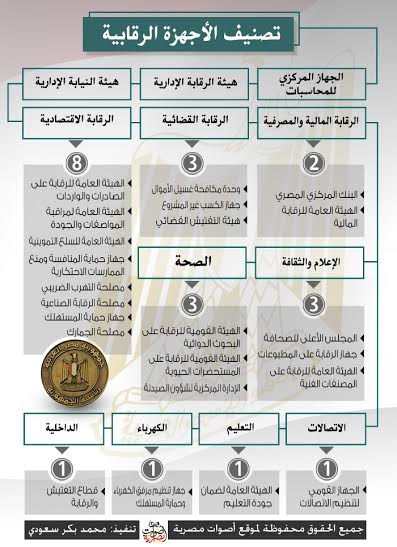 تصنيف الأجهزة الرقابية
الجهاز المركزي
للمحاسبات
هيئة الرقابة الإدارية
هيئة النيابة الإدارية
الرقابة المالية والمصرفية
الرقابة القضائية
الرقابة الاقتصادية
2
البنك المركزي المصري
الهيئة العامة للرقابة
المالية
3
وحدة مكافحة غسيل الأموال
جهاز الكسب غير المشروع
هيئة التفتيش القضائي
8
الهيئة العامة للرقابة على
الصادرات والواردات
الهيئة العامة لمراقبة
المواصفات والجودة
الهيئة العامة للسلع التموينية
جهاز حماية المنافسة ومنع
الممارسات الاحتكارية
مصلحة التهرب الضريبي
مصلحة الرقابة الصناعية
جهاز حماية المستهلك
مصلحة الجمارك
الإعلام والثقافة
الصحة
3
المجلس الأعلى للصحافة
جهاز الرقابة على المطبوعات
الهيئة العامة للرقابة على
المصنفات الفنية
3
الهيئة القومية للرقابة على
البحوث الدوائية
الهيئة القومية للرقابة على
المستحضرات الحيوية
الإدارة المركزية لشؤون الصيدلة
الاتصالات
التعليم
الكهرباء
الداخلية
1
الجهاز القومي
لتنظيم الاتصالات
1
الهيئة العامة لضمان
جودة التعليم
1
جهاز تنظيم مرفق الكهرباء
وحماية المستهلك
1
قطاع التفتيش
والرقابة
جميع الحقوق محفوظة لموقع أصوات مصرية
تنفيذ: محمد بكر سعودي